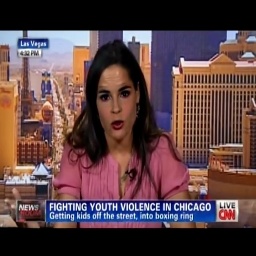 Las Vegas
4:32 PM
FIGHTING YOUTH VIOLENCE IN CHICAGO
Getting kids off the street, into boxing ring
NEWS
LIVE
CNN